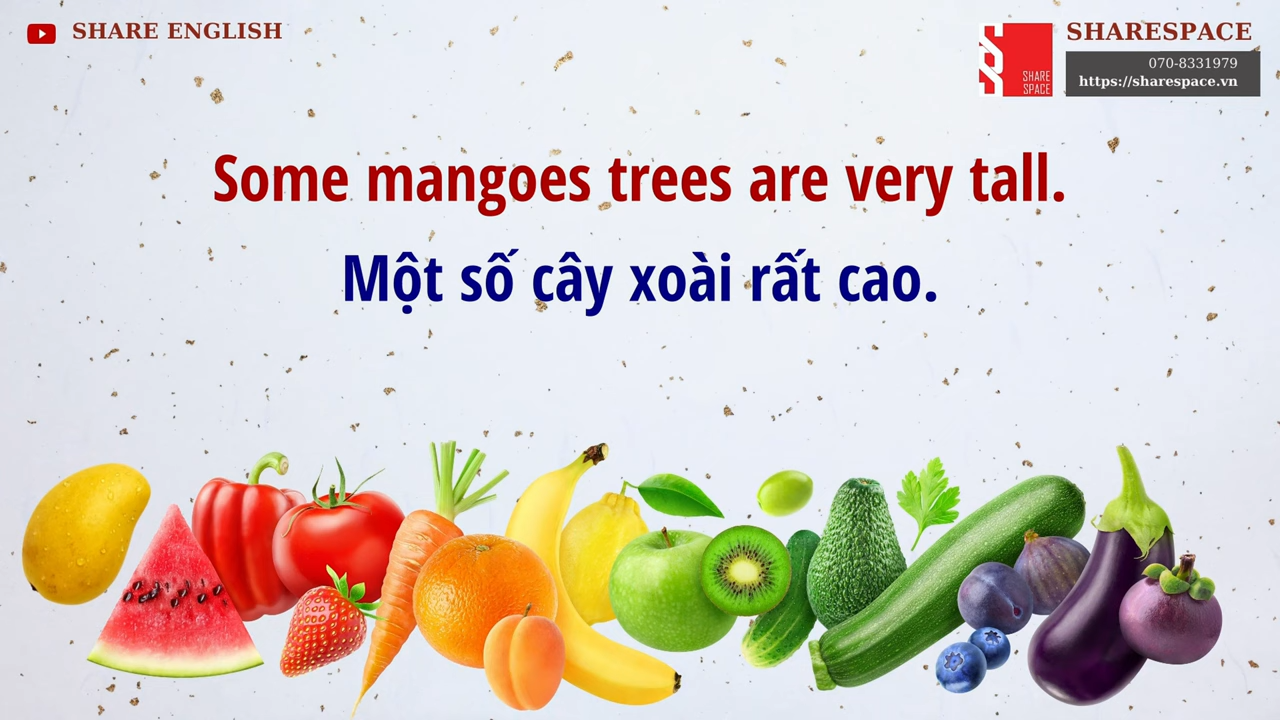 SHARE ENGLISH
SHARESPACE
SHARE
SPACE
070-8331979
https://sharespace.vn
Some mangoes trees are very tall.
Một số cây xoài rất cao.